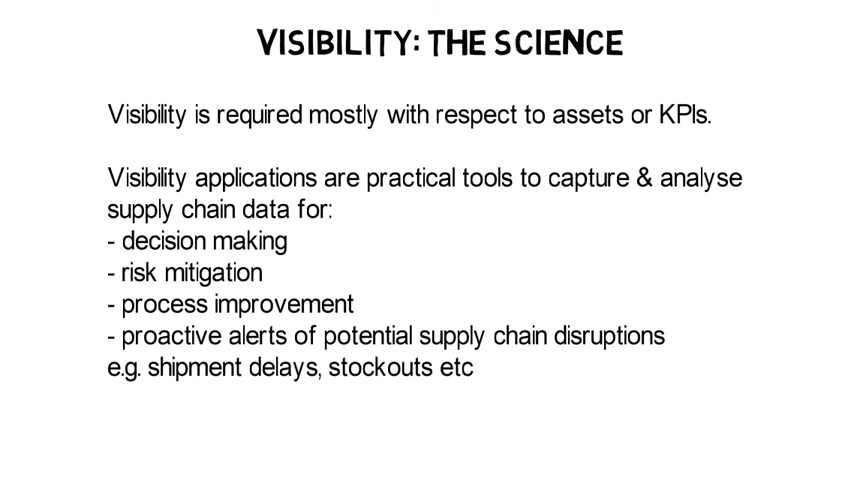 VISIBILITY: THE SCIENCE
Visibility is required mostly with respect to assets or KPIs.
Visibility applications are practical tools to capture & analyse
supply chain data for:
- decision making
- risk mitigation
- process improvement
- proactive alerts of potential supply chain disruptions
e.g. shipment delays, stockouts etc